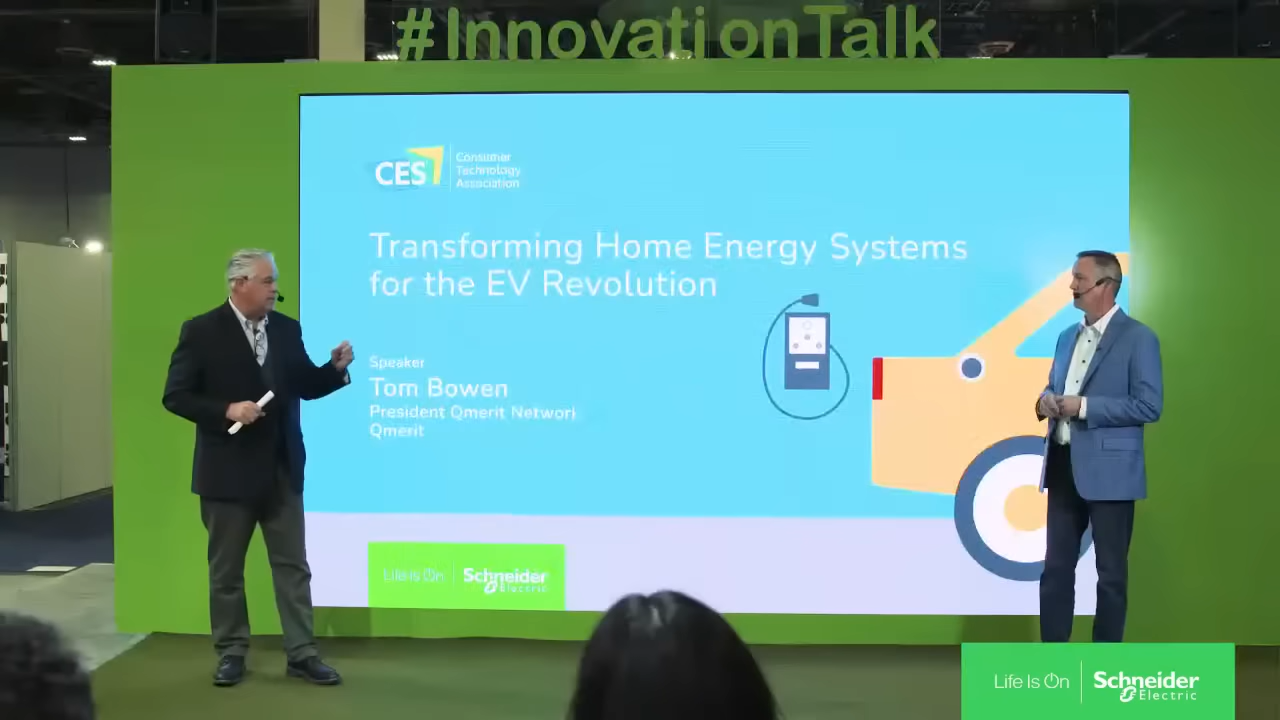 #InnovationTalk
CES
Consumer
Technology
Association
Transforming Home Energy Systems
for the EV Revolution
Speaker
Tom Bowen
President Qmerit Network
Qmerit
Life Is On
Schneider
Electric
Life Is On
Schneider
Electric